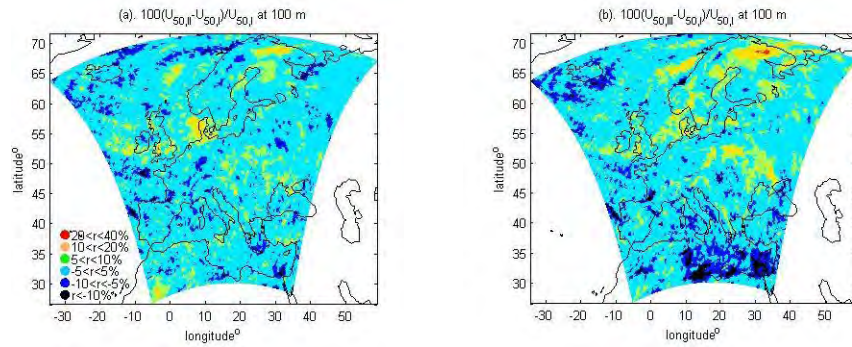 (a). 100(U50,II-U50,I)/U50,I at 100 m
70
65
60
55
50
45
40
35
30
latitude°
20<r<40%
10<r<20%
5<r<10%
-5<r<5%
-10<r<-5%
r<-10%
-30 -20 -10 0 10 20 30 40 50
longitude°
(b). 100(U50,III-U50,I)/U50,I at 100 m
70
65
60
55
50
45
40
35
30
latitude°
-30 -20 -10 0 10 20 30 40 50
longitude°